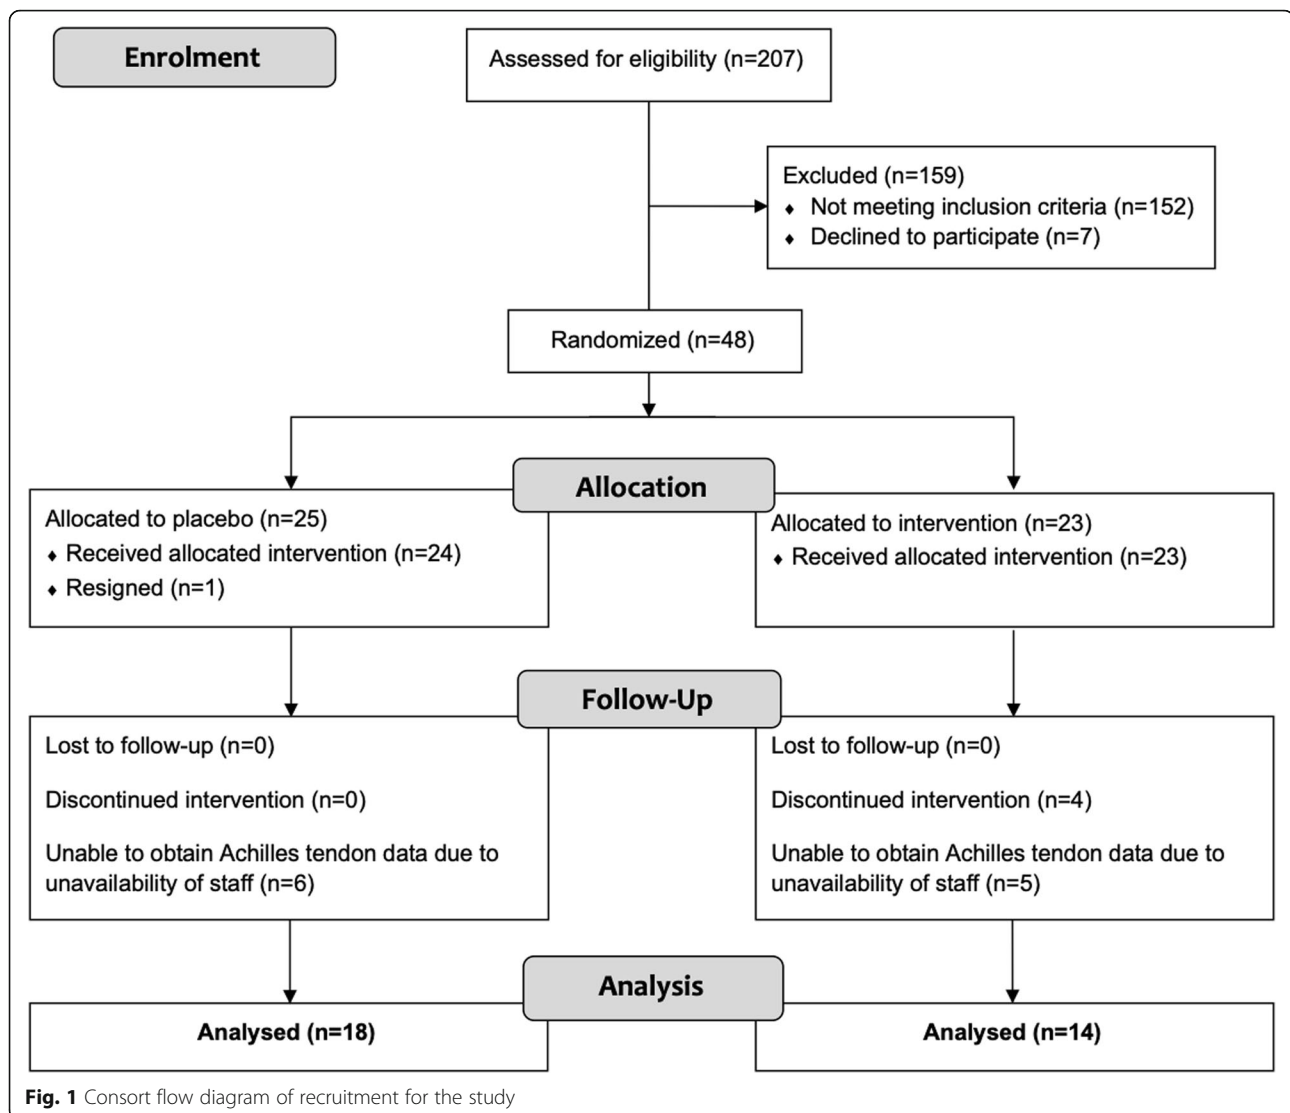 Enrolment
Assessed for eligibility (n=207)
Excluded (n=159)
♦ Not meeting inclusion criteria (n=152)
♦ Declined to participate (n=7)
Randomized (n=48)
Allocation
Allocated to placebo (n=25)
♦ Received allocated intervention (n=24)
♦ Resigned (n=1)
Allocated to intervention (n=23)
♦ Received allocated intervention (n=23)
Follow-Up
Lost to follow-up (n=0)
Discontinued intervention (n=0)
Unable to obtain Achilles tendon data due to
unavailability of staff (n=6)
Lost to follow-up (n=0)
Discontinued intervention (n=4)
Unable to obtain Achilles tendon data due to
unavailability of staff (n=5)
Analysis
Analysed (n=18)
Analysed (n=14)
Fig. 1 Consort flow diagram of recruitment for the study